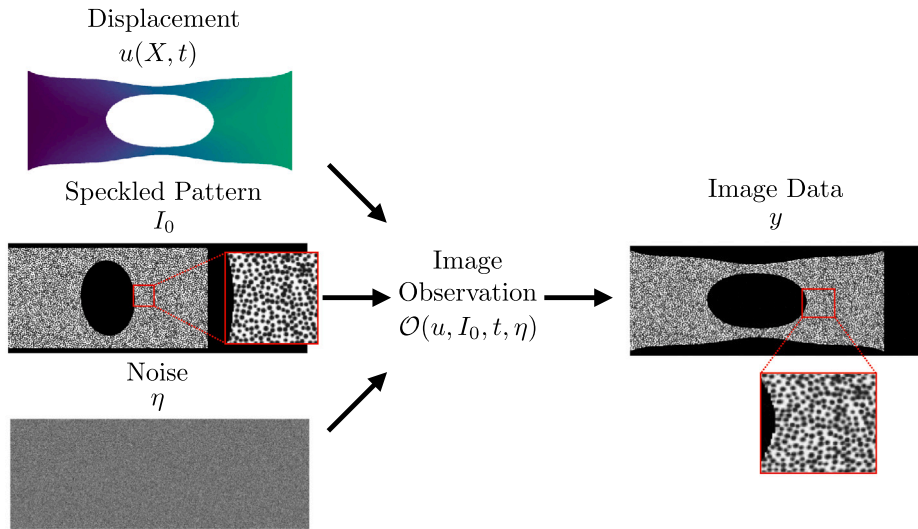 Displacement
u(X, t)
Speckled Pattern
I₀
Noise
η
Image
Observation
𝒪(u, I₀, t, η)
Image Data
y